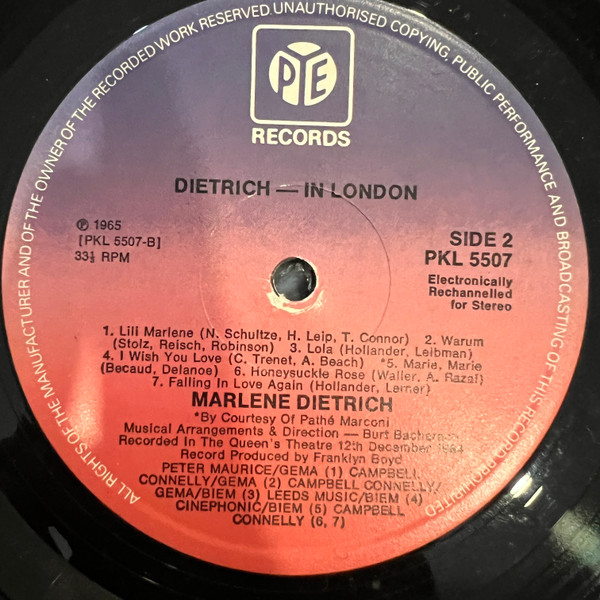 ALL RIGHTS OF THE MANUFACTURER AND OF THE OWNER OF THE RECORDED WORK RESERVED UNAUTHORISED COPYING, PUBLIC PERFORMANCE AND BROADCASTING OF THIS RECORD PROHIBITED
PYE
RECORDS
DIETRICH — IN LONDON
℗ 1965
[PKL 5507-B]
33⅓ RPM
SIDE 2
PKL 5507
Electronically
Rechannelled
for Stereo
1. Lili Marlene (N. Schultze, H. Leip, T. Connor) 2. Warum
(Stolz, Reisch, Robinson) 3. Lola (Hollander, Leibman)
4. I Wish You Love (C. Trenet, A. Beach) *5. Marie, Marie
(Becaud, Delanoe) 6. Honeysuckle Rose (Waller, A. Razaf)
7. Falling In Love Again (Hollander, Lerner)
MARLENE DIETRICH
*By Courtesy Of Pathé Marconi
Musical Arrangements & Direction — Burt Bacharach
Recorded In The Queen's Theatre 12th December 1964
Record Produced by Franklyn Boyd
PETER MAURICE/GEMA (1) CAMPBELL,
CONNELLY/GEMA (2) CAMPBELL CONNELLY/
GEMA/BIEM (3) LEEDS MUSIC/BIEM (4)
CINEPHONIC/BIEM (5) CAMPBELL
CONNELLY (6, 7)